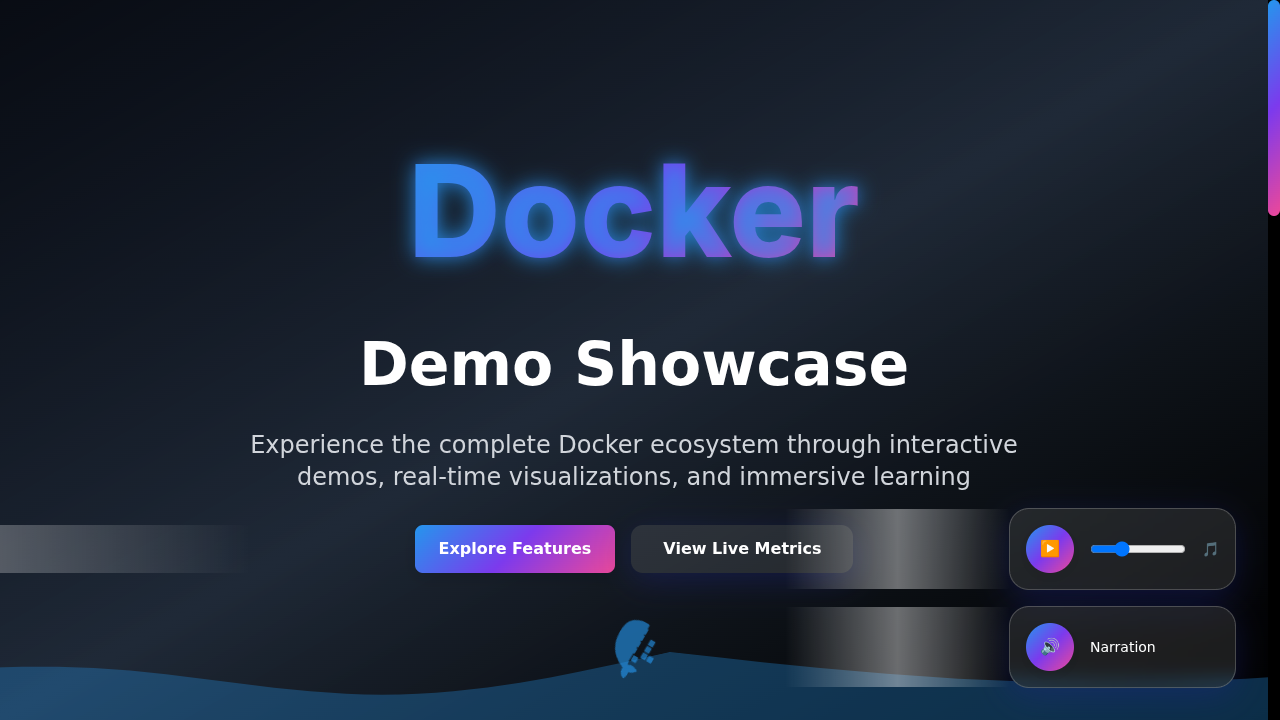 Docker
Demo Showcase
Experience the complete Docker ecosystem through interactive
demos, real-time visualizations, and immersive learning
Explore Features
View Live Metrics
Narration